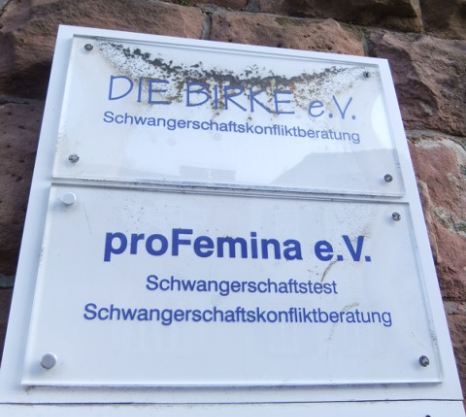 DIE BIRKE e.V.
Schwangerschaftskonfliktberatung
proFemina e.V.
Schwangerschaftstest
Schwangerschaftskonfliktberatung